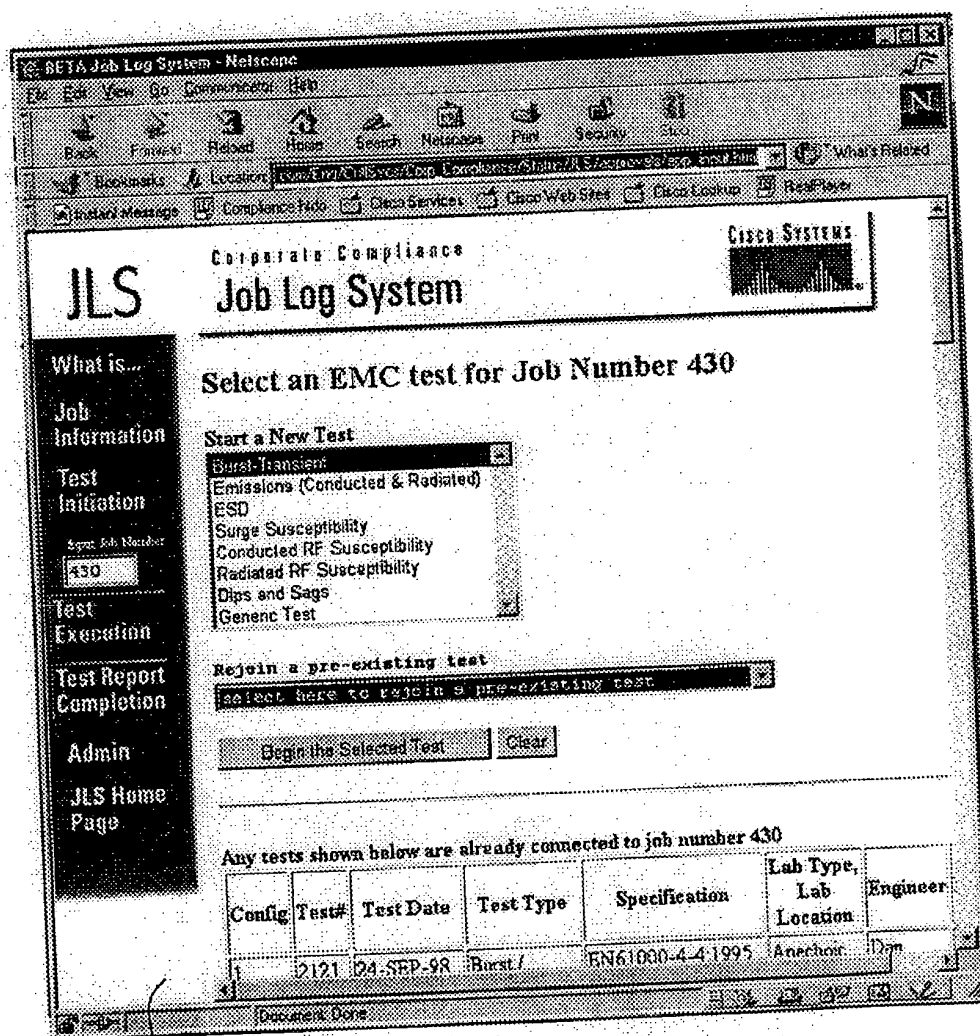 BETA Job Log System - Netscape
File Edit View Go Communicator Help
Back Forward Reload Home Search Netscape Print Security Stop
Bookmarks Location What's Related
Instant Message Compliance Cisco Services Cisco Web Sites Cisco Lookup RealPlayer
JLS
Corporate Compliance
Job Log System
CISCO SYSTEMS
What is...
Job
Information
Test
Initiation
Job Number
430
Test
Execution
Test Report
Completion
Admin
JLS Home
Page
Select an EMC test for Job Number 430
Start a New Test
Burst-Transient
Emissions (Conducted & Radiated)
ESD
Surge Susceptibility
Conducted RF Susceptibility
Radiated RF Susceptibility
Dips and Sags
Generic Test
Rejoin a pre-existing test
select here to rejoin a pre-existing test
Begin the Selected Test Clear
Any tests shown below are already connected to job number 430
Config Test# Test Date Test Type Specification Lab Type, Lab Location Engineer
1 2121 24-SEP-98 Burst / EN61000-4-4:1995 Anechoic, Dan
Document Done